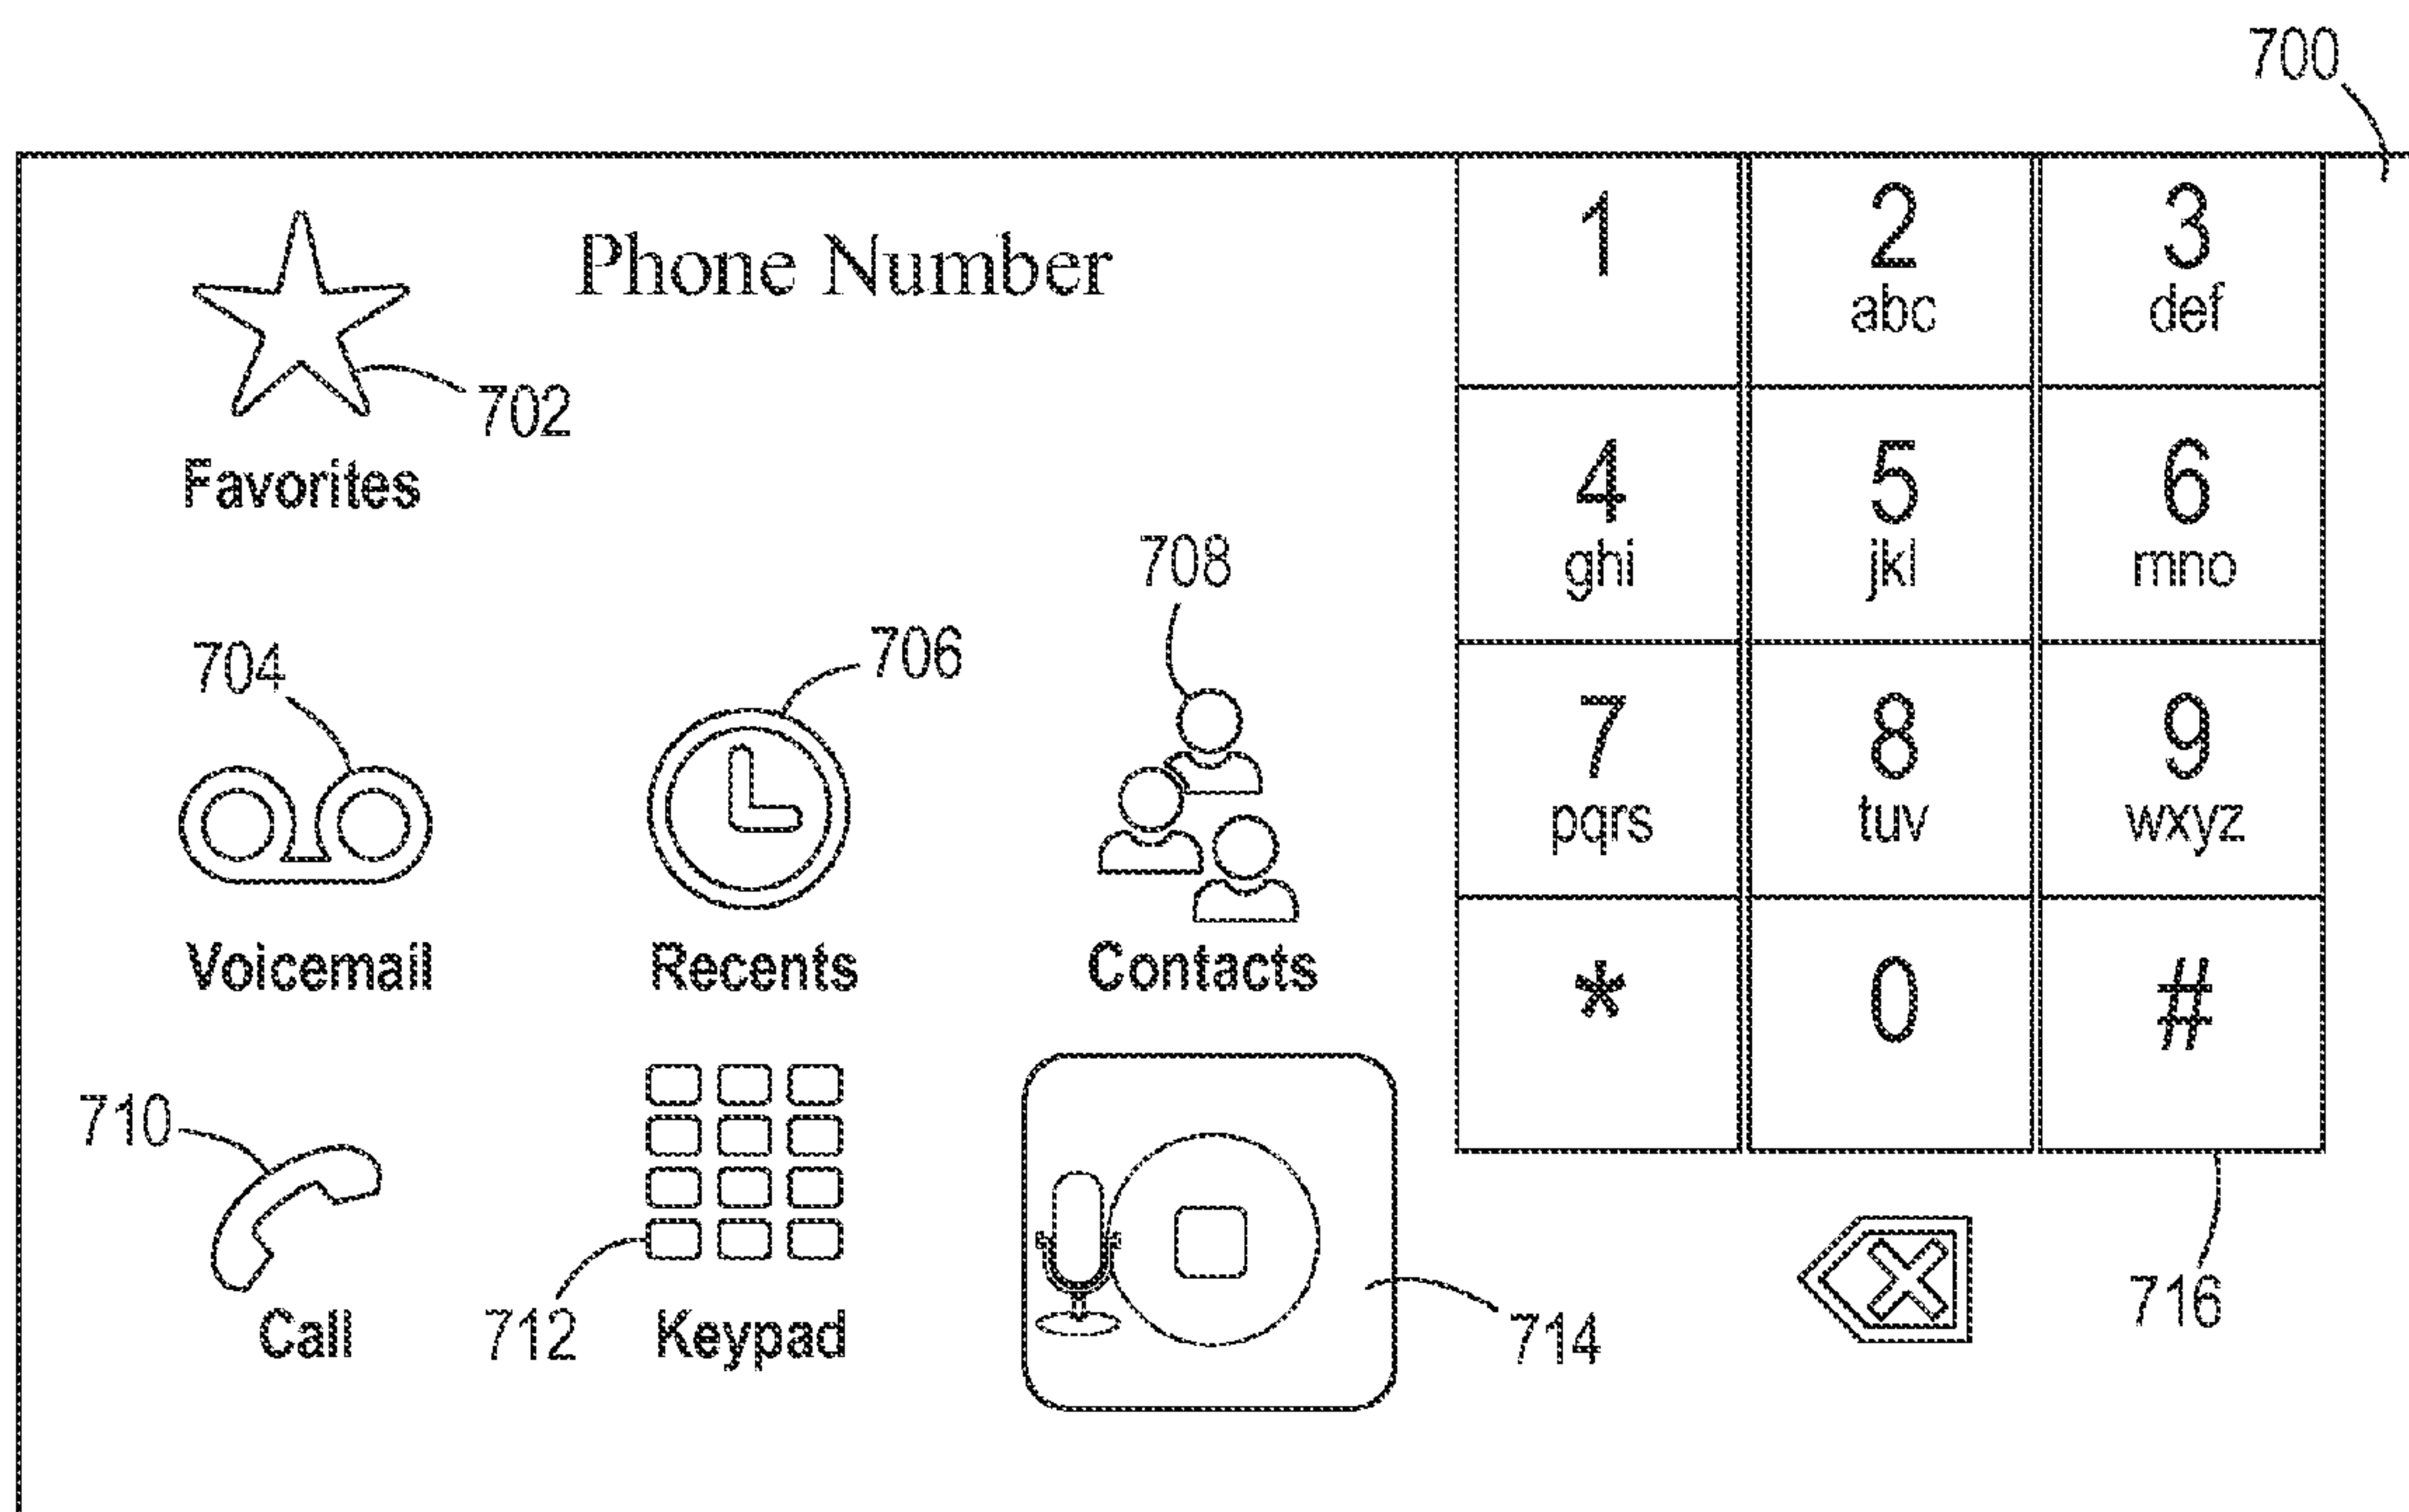 700
Phone Number
702
Favorites
704
706
708
Voicemail
Recents
Contacts
710
Call
712
Keypad
714
1
2
3
abc
def
4
5
6
ghi
jkl
mno
7
8
9
pqrs
tuv
wxyz
*
0
#
716